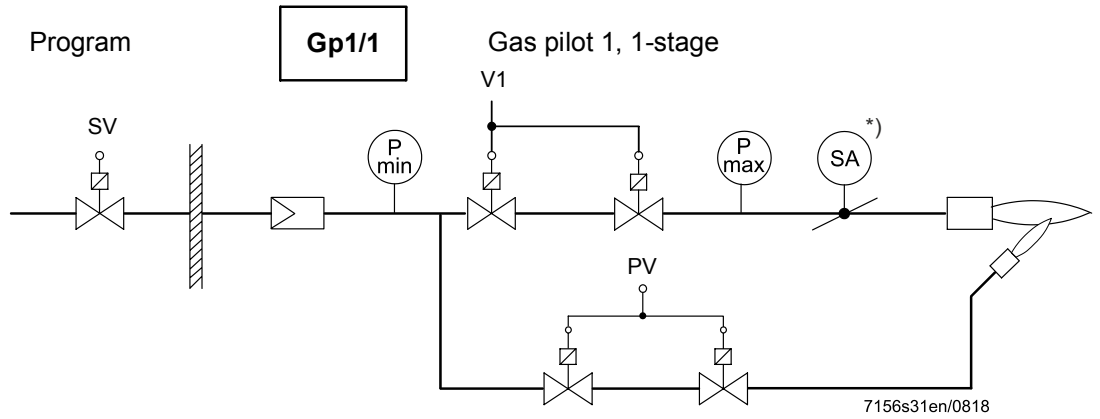 Program
Gp1/1
Gas pilot 1, 1-stage
V1
SV
P
min
P
max
SA
*)
PV
7156s31en/0818